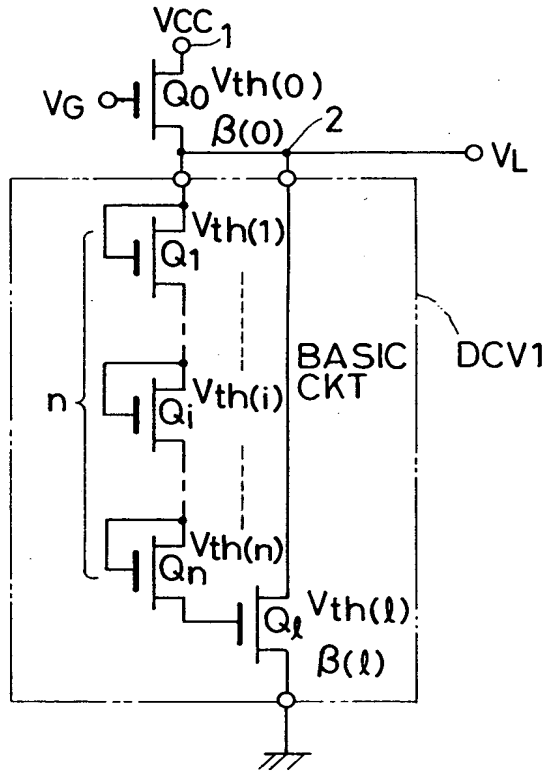 VCC 1
VG Q0 Vth(0)
β(0) 2
VL
Vth(1)
Q1
BASIC
CKT
DCV1
n
Vth(i)
Qi
Vth(n)
Qn
Vth(ℓ)
Qℓ
β(ℓ)